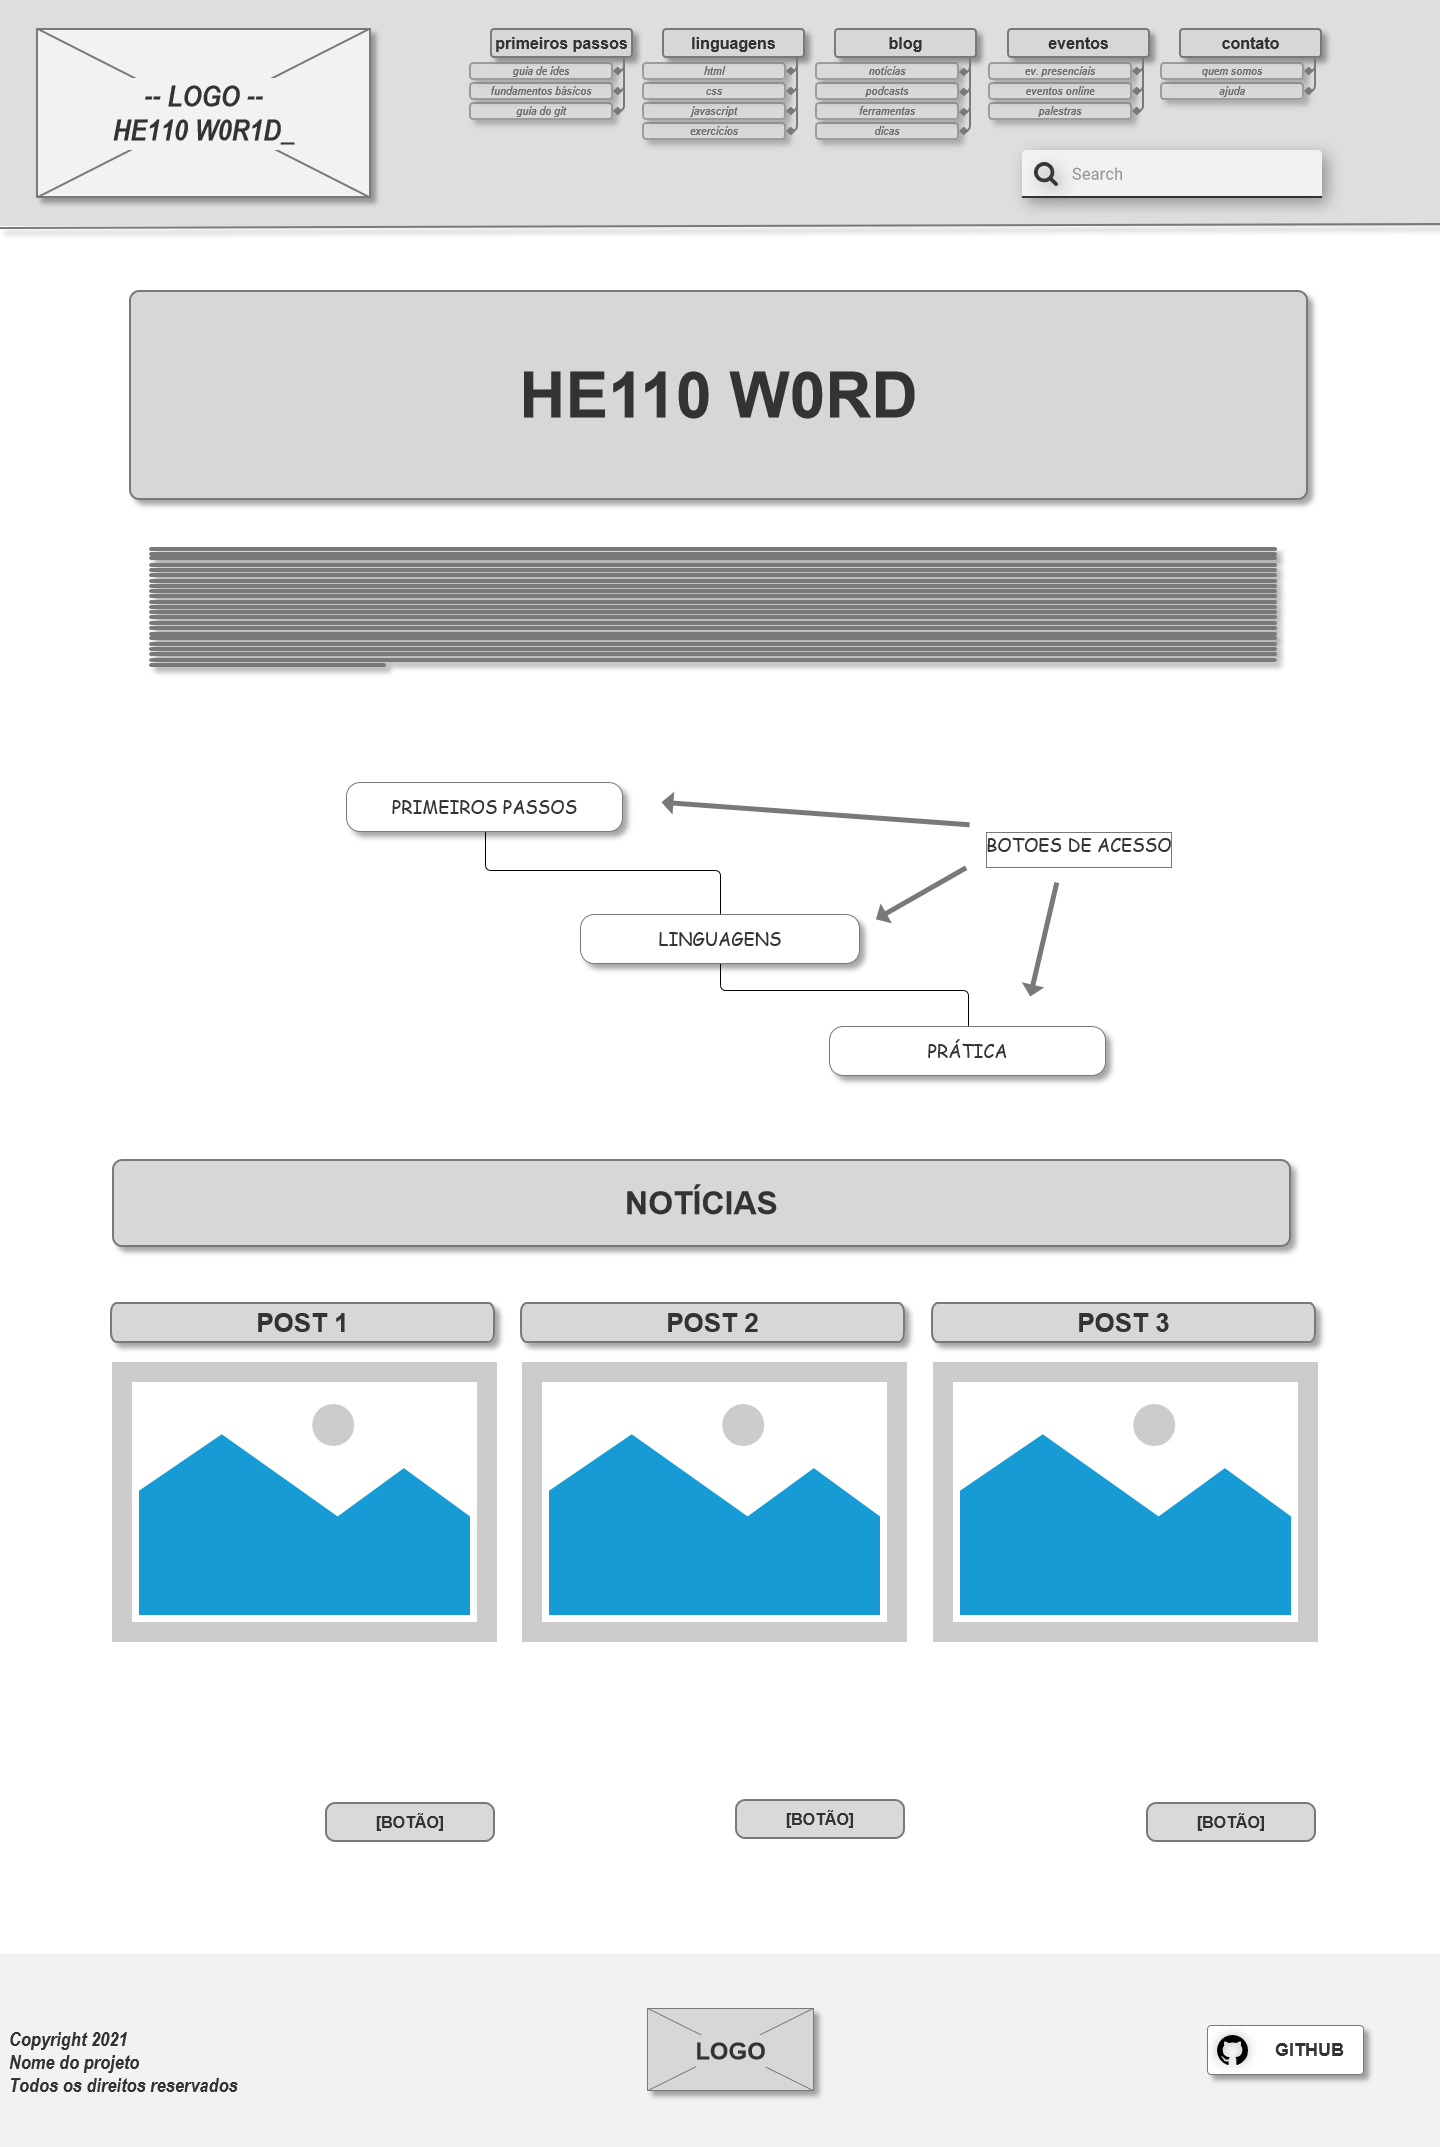 -- LOGO --
HE110 W0R1D_
primeiros passos
guia de ides
fundamentos básicos
guia do git
linguagens
html
css
javascript
exercícios
blog
notícias
podcasts
ferramentas
dicas
eventos
ev. presenciais
eventos online
palestras
contato
quem somos
ajuda
Search
HE110 W0RD
PRIMEIROS PASSOS
BOTOES DE ACESSO
LINGUAGENS
PRÁTICA
NOTÍCIAS
POST 1
POST 2
POST 3
[BOTÃO]
[BOTÃO]
[BOTÃO]
Copyright 2021
Nome do projeto
Todos os direitos reservados
LOGO
GITHUB